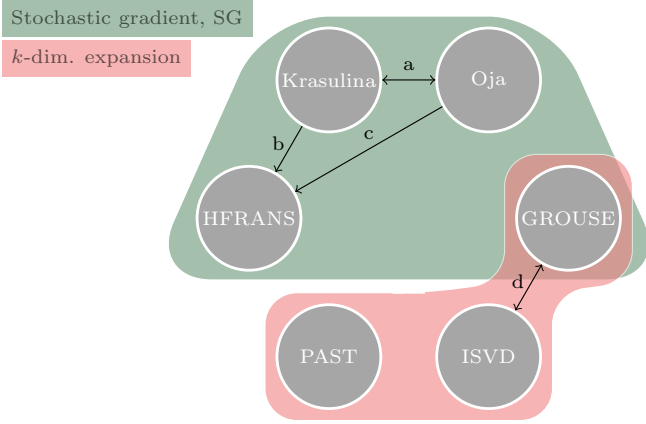 Stochastic gradient, SG
k-dim. expansion
a
Krasulina
Oja
b
c
HFRANS
GROUSE
d
PAST
ISVD